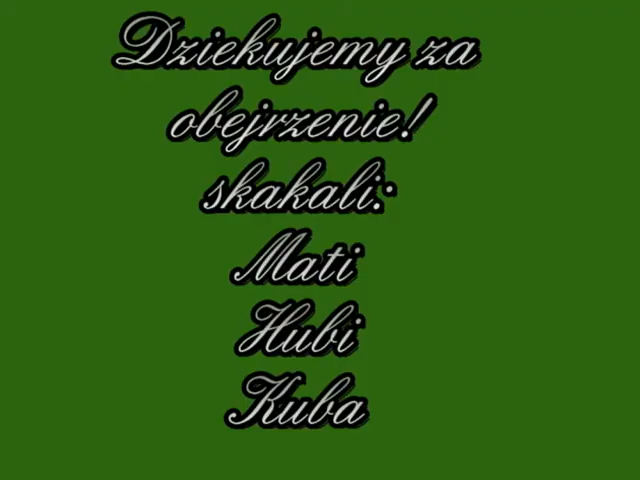 Dziekujemy za
obejrzenie!
skakali:
Mati
Hubi
Kuba